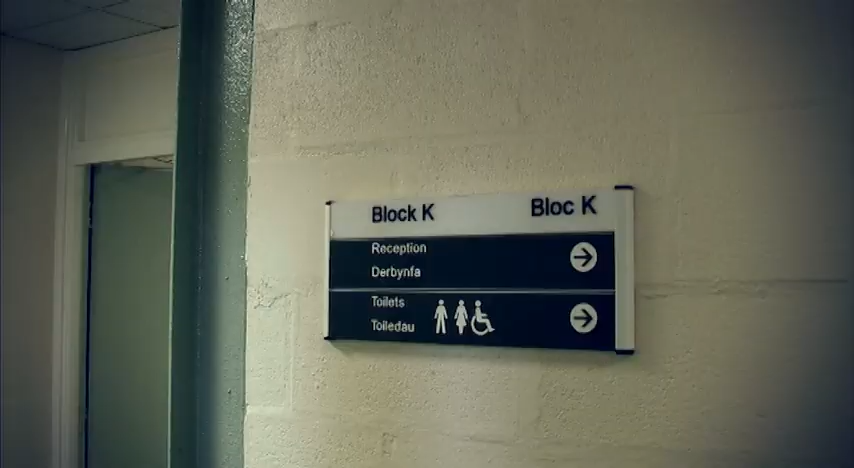 Block K Bloc K
Reception
Derbynfa
Toilets
Toiledau